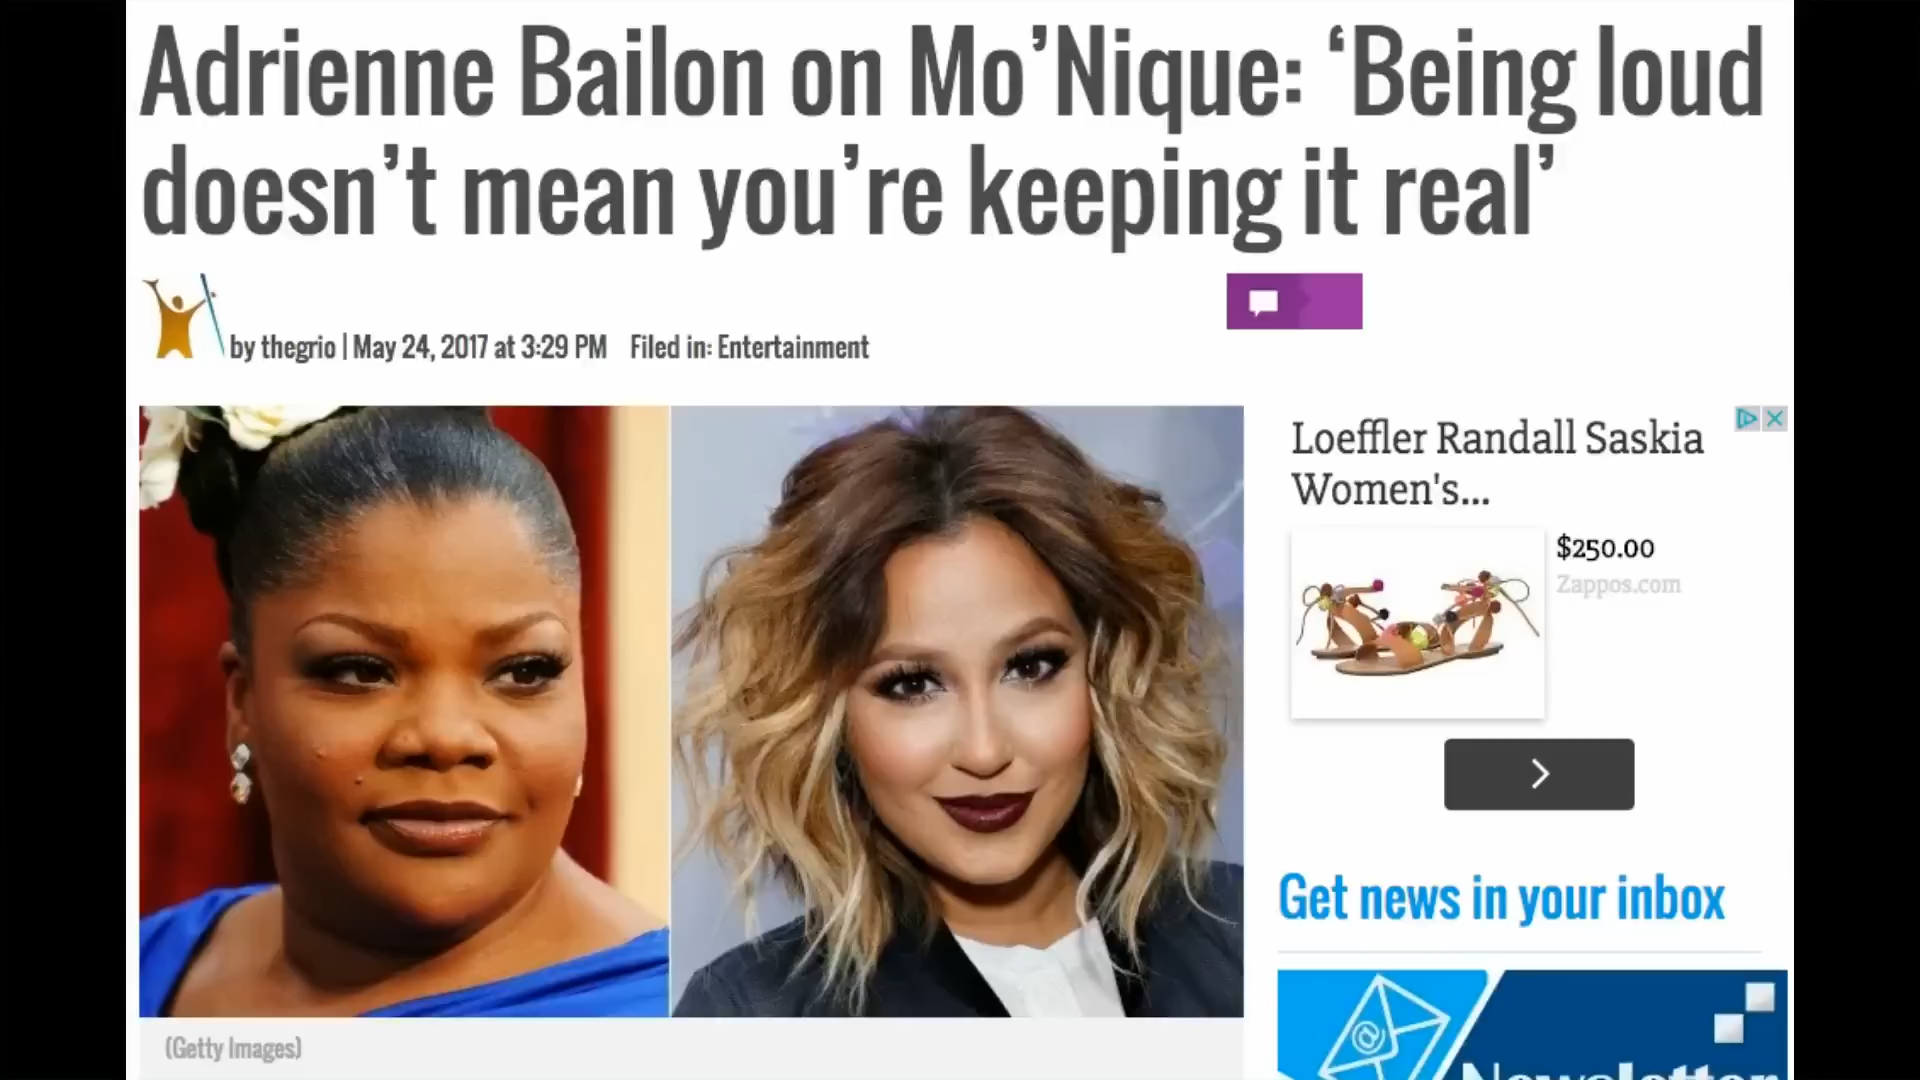 Adrienne Bailon on Mo’Nique: ‘Being loud
doesn’t mean you’re keeping it real’
by thegrio | May 24, 2017 at 3:29 PM Filed in: Entertainment
Loeffler Randall Saskia
Women's...
$250.00
Zappos.com
Get news in your inbox
@
Newsletter
(Getty Images)